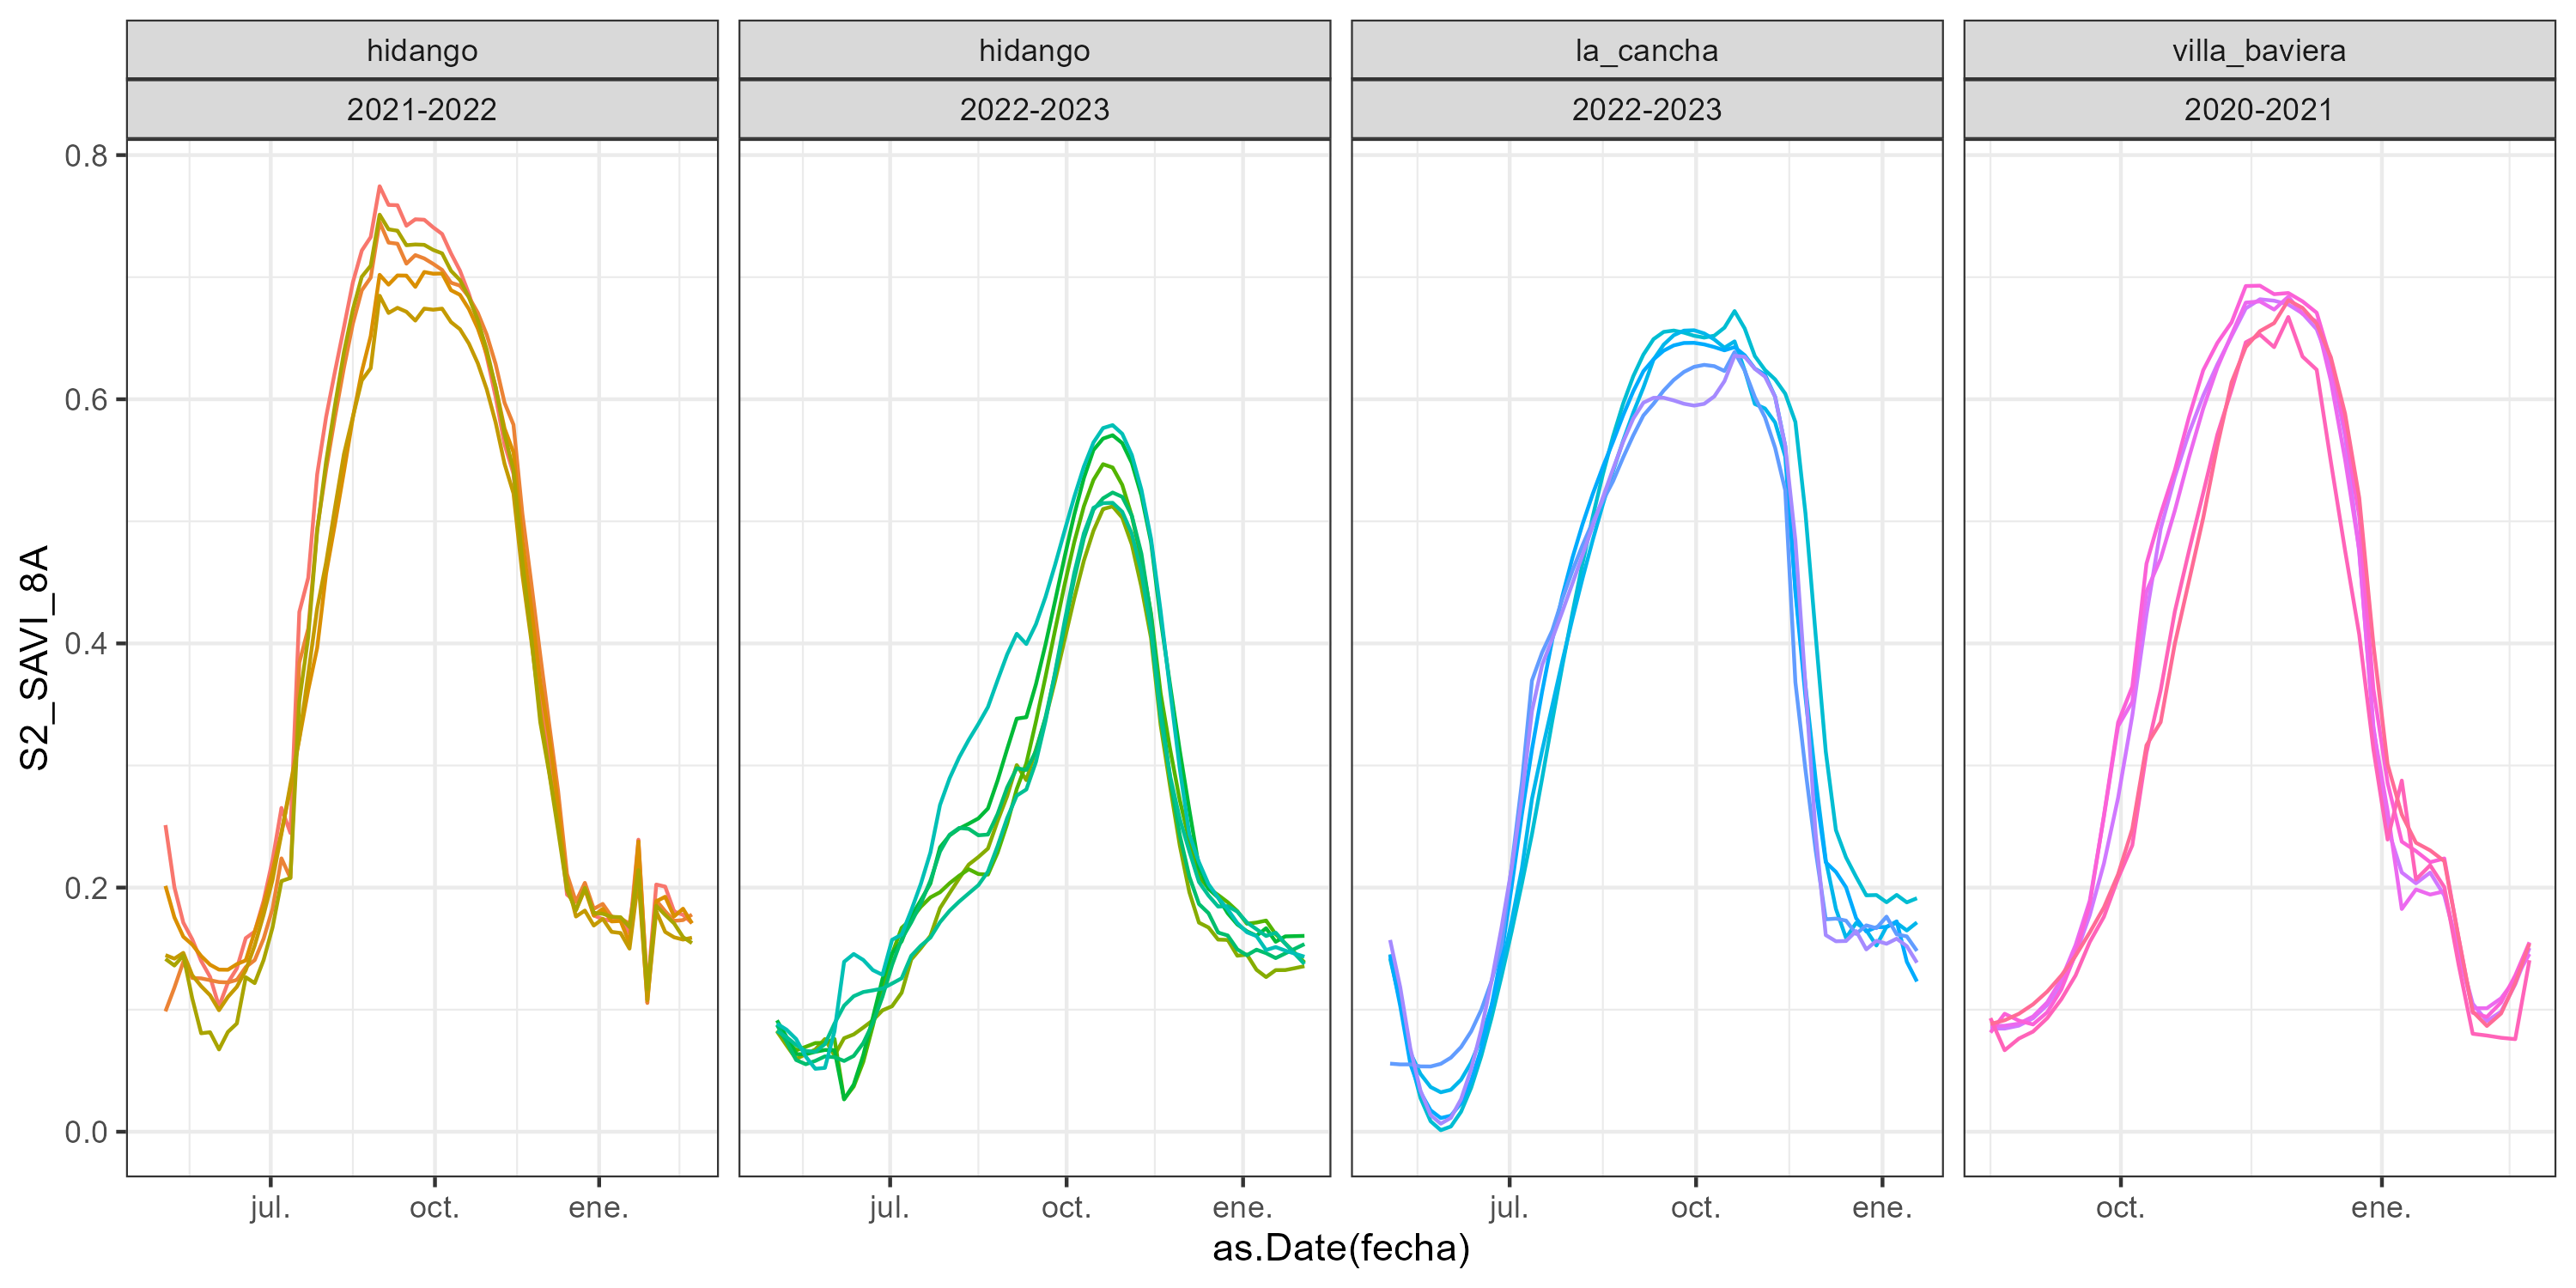 hidango hidango la_cancha villa_baviera
2021-2022 2022-2023 2022-2023 2020-2021
0.8
0.6
0.4
0.2
0.0
S2_SAVI_8A
jul. oct. ene. jul. oct. ene. jul. oct. ene. oct. ene.
as.Date(fecha)